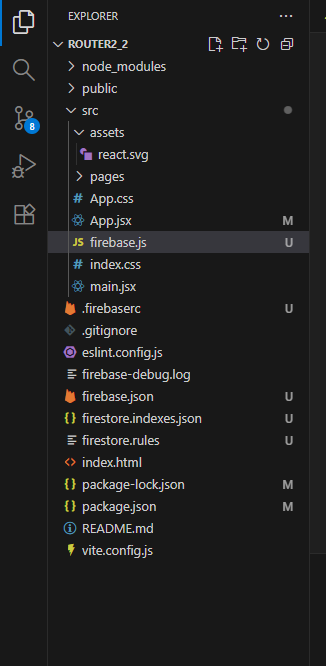 EXPLORER
ROUTER2_2
node_modules
public
src
assets
react.svg
pages
# App.css
App.jsx M
JS firebase.js U
# index.css
main.jsx
.firebaserc U
.gitignore
eslint.config.js
firebase-debug.log
firebase.json U
{} firestore.indexes.json U
firestore.rules U
<> index.html
{} package-lock.json M
{} package.json M
README.md
vite.config.js
8